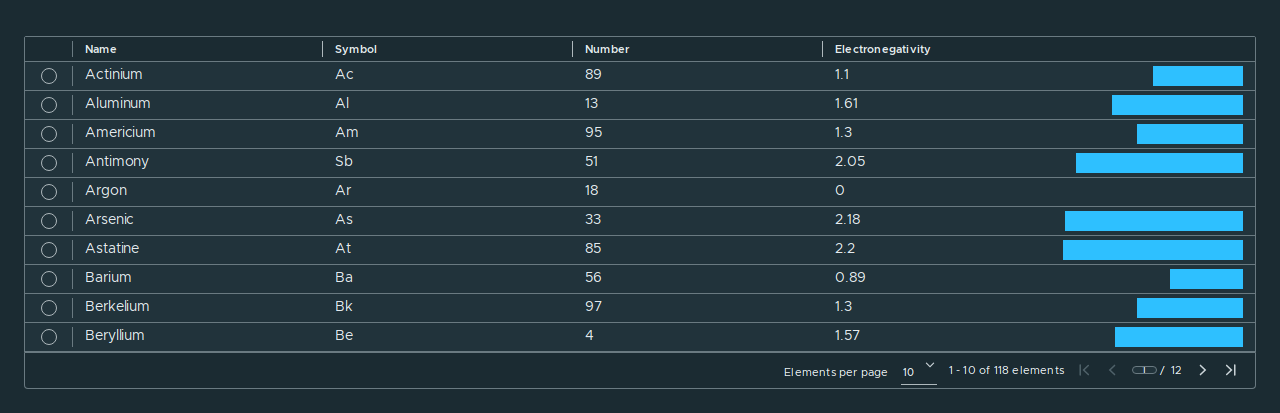 Name Symbol Number Electronegativity
Actinium Ac 89 1.1
Aluminum Al 13 1.61
Americium Am 95 1.3
Antimony Sb 51 2.05
Argon Ar 18 0
Arsenic As 33 2.18
Astatine At 85 2.2
Barium Ba 56 0.89
Berkelium Bk 97 1.3
Beryllium Be 4 1.57
Elements per page 10 1 - 10 of 118 elements 1 / 12